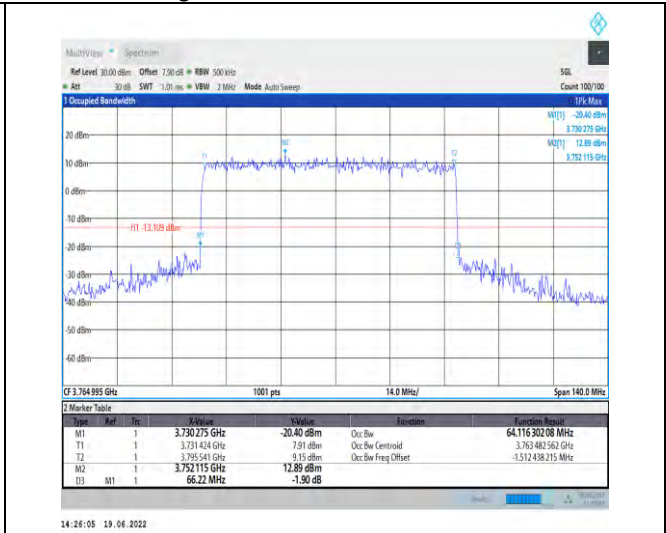 MultiView Spectrum
Ref Level 30.00 dBm Offset 7.90 dB RBW 500 kHz SGL
Att 30 dB SWT 1.01 ms VBW 2 MHz Mode Auto Sweep Count 100/100
1 Occupied Bandwidth 1Pk Max
M1[1] -20.40 dBm
3.730 275 GHz
M2[1] 12.89 dBm
3.752 115 GHz
20 dBm
M2
T1
T2
10 dBm
0 dBm
-10 dBm
H1 -13.109 dBm
M1
-20 dBm
-30 dBm
-40 dBm
-50 dBm
-60 dBm
CF 3.764 995 GHz 1001 pts 14.0 MHz/ Span 140.0 MHz
2 Marker Table
Type Ref Trc X-Value Y-Value Function Function Result
M1 1 3.730 275 GHz -20.40 dBm Occ Bw 64.116 302 08 MHz
T1 1 3.731 424 GHz 7.91 dBm Occ Bw Centroid 3.763 482 562 GHz
T2 1 3.795 541 GHz 9.15 dBm Occ Bw Freq Offset -1.512 438 215 MHz
M2 1 3.752 115 GHz 12.89 dBm
D3 M1 1 66.22 MHz -1.90 dB
14:26:05 19.06.2022